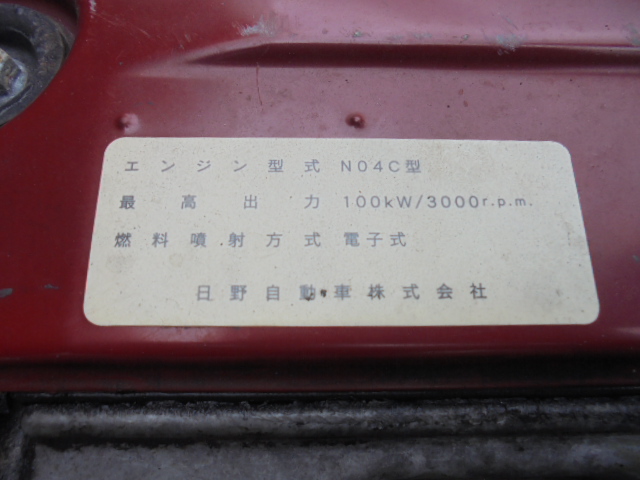 エンジン型式 N04C型
最高出力 100kW/3000r.p.m.
燃料噴射方式 電子式
日野自動車株式会社